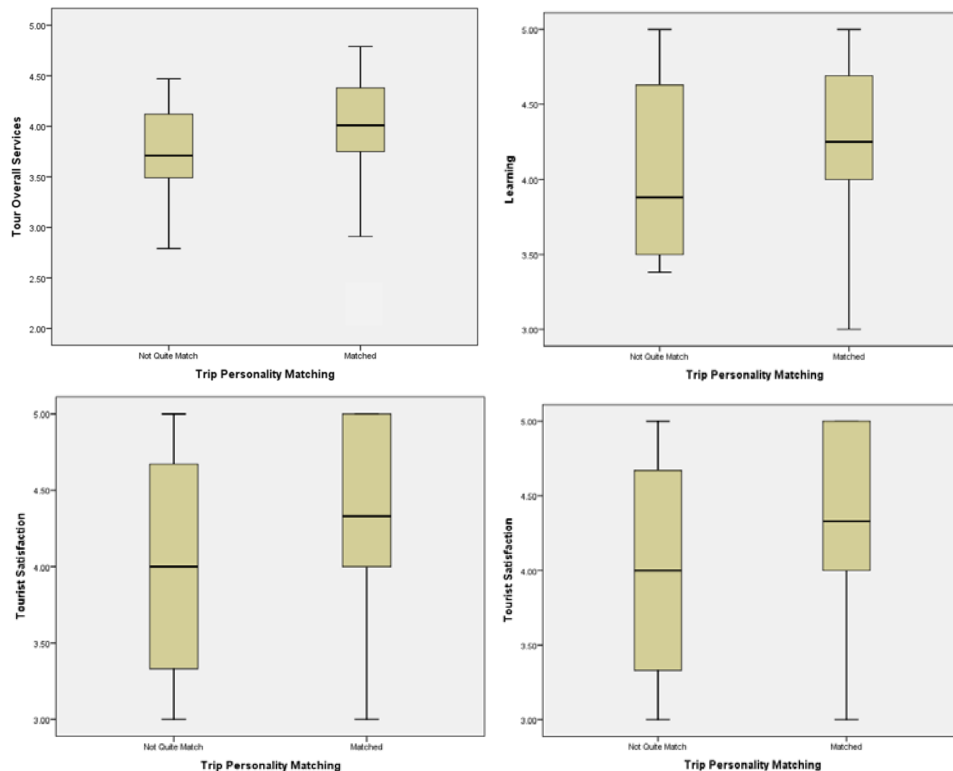 Tour Overall Services
5.00
4.50
4.00
3.50
3.00
2.50
2.00
Not Quite Match
Matched
Trip Personality Matching
Learning
5.00
4.50
4.00
3.50
3.00
Not Quite Match
Matched
Trip Personality Matching
Tourist Satisfaction
5.00
4.50
4.00
3.50
3.00
Not Quite Match
Matched
Trip Personality Matching
Tourist Satisfaction
5.00
4.50
4.00
3.50
3.00
Not Quite Match
Matched
Trip Personality Matching